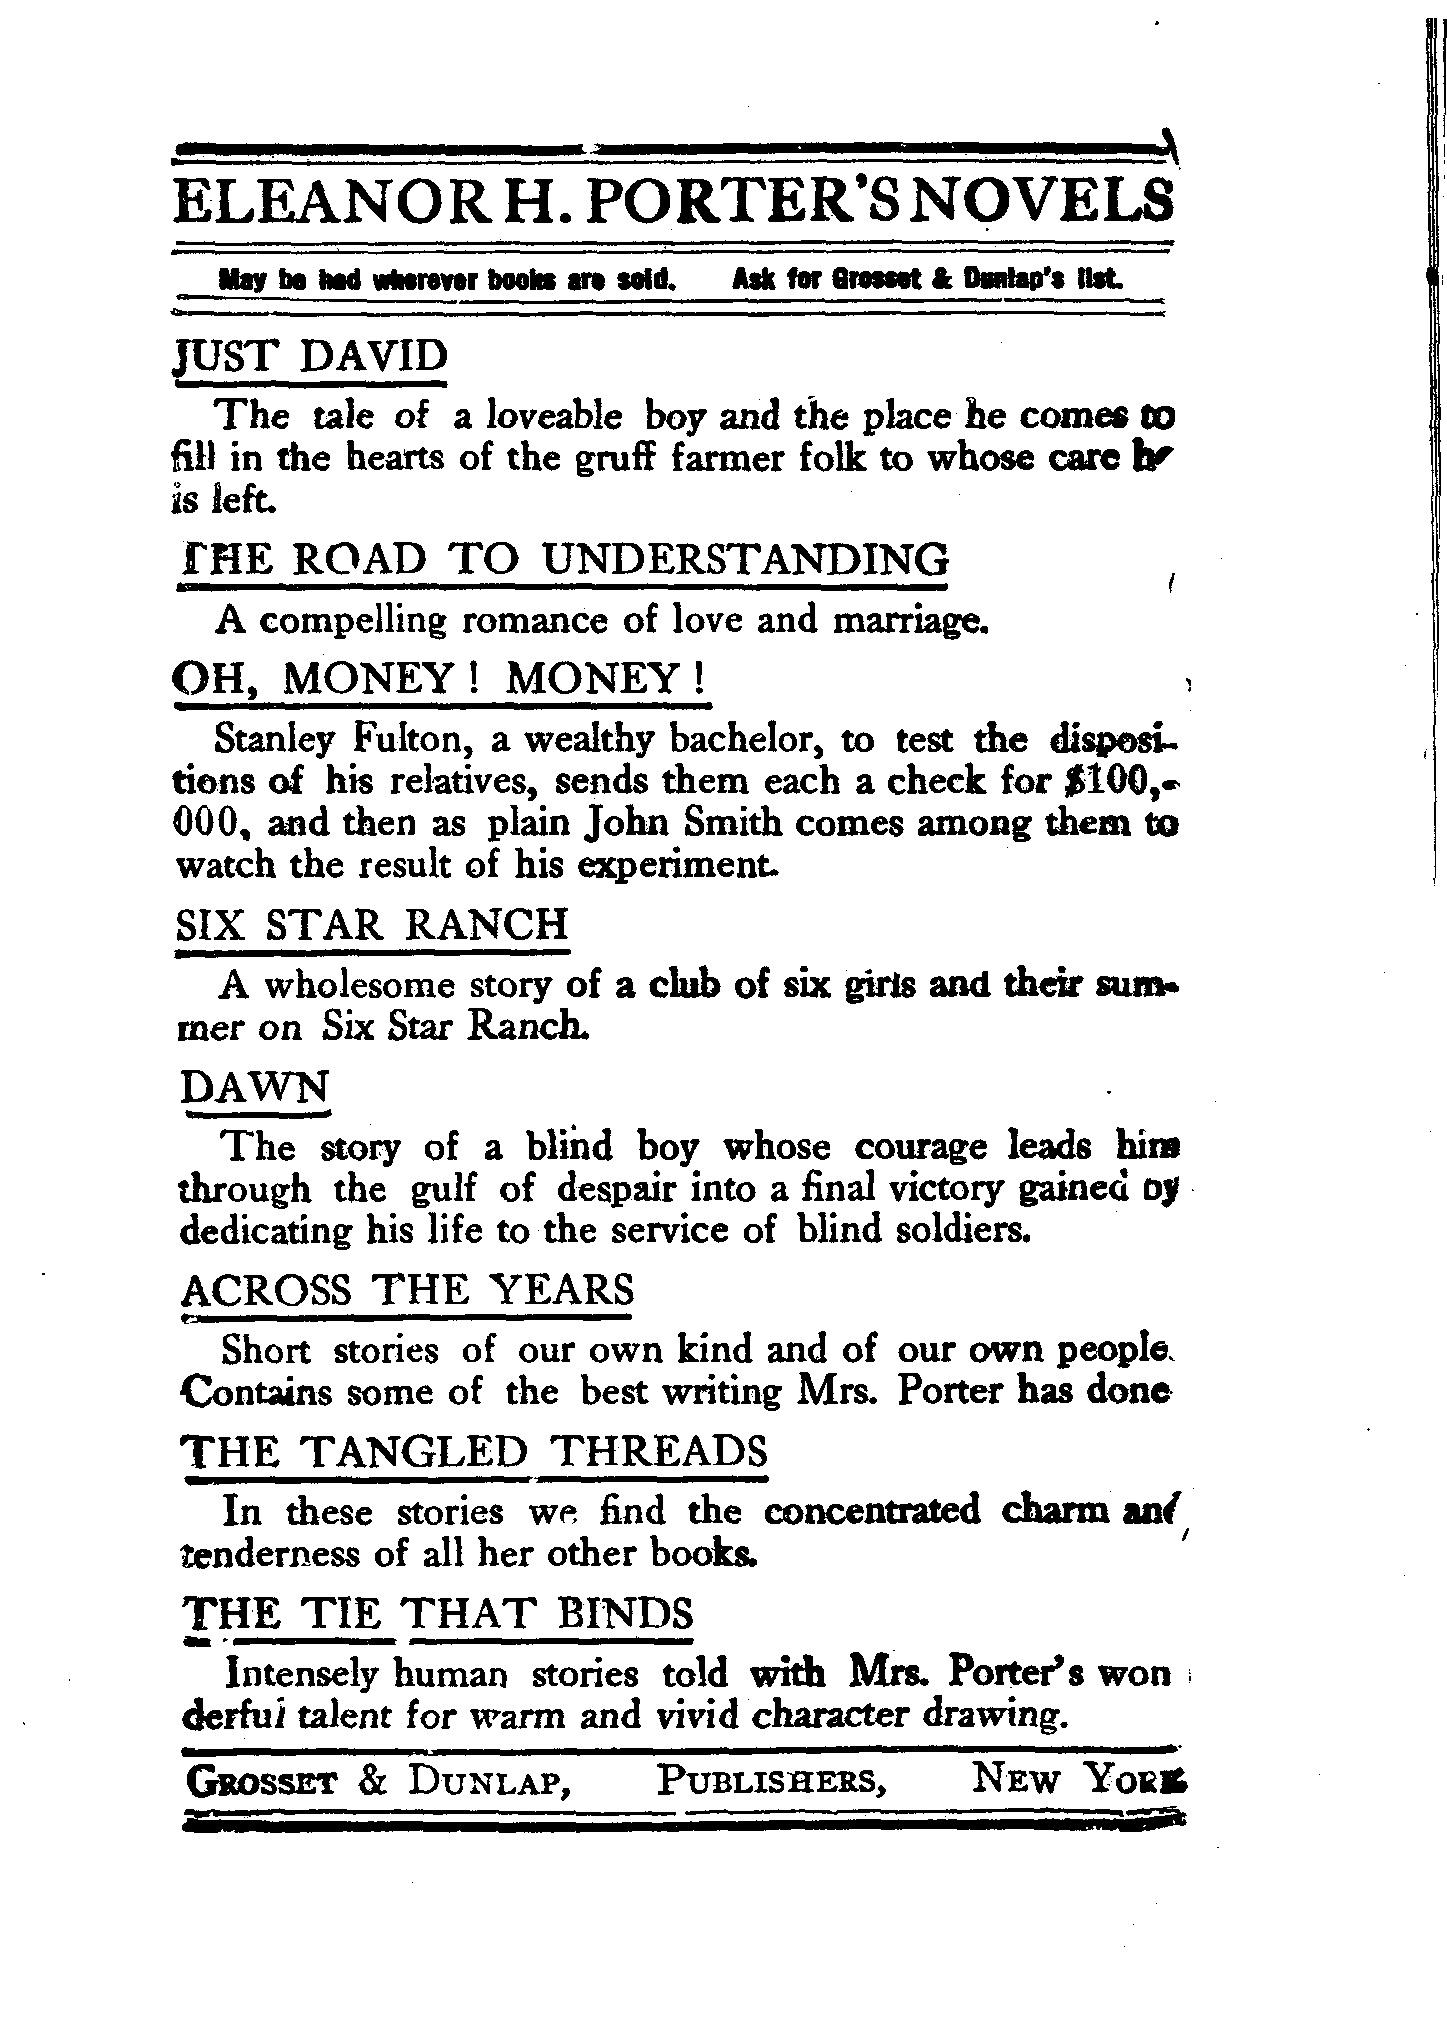 ELEANOR H. PORTER'S NOVELS
May be had wherever books are sold. Ask for Grosset & Dunlap's list.
JUST DAVID
The tale of a loveable boy and the place he comes to
fill in the hearts of the gruff farmer folk to whose care he
is left.
THE ROAD TO UNDERSTANDING
A compelling romance of love and marriage.
OH, MONEY! MONEY!
Stanley Fulton, a wealthy bachelor, to test the disposi-
tions of his relatives, sends them each a check for $100,-
000, and then as plain John Smith comes among them to
watch the result of his experiment.
SIX STAR RANCH
A wholesome story of a club of six girls and their sum-
mer on Six Star Ranch.
DAWN
The story of a blind boy whose courage leads him
through the gulf of despair into a final victory gained by
dedicating his life to the service of blind soldiers.
ACROSS THE YEARS
Short stories of our own kind and of our own people.
Contains some of the best writing Mrs. Porter has done
THE TANGLED THREADS
In these stories we find the concentrated charm and
tenderness of all her other books.
THE TIE THAT BINDS
Intensely human stories told with Mrs. Porter's won
derful talent for warm and vivid character drawing.
GROSSET & DUNLAP, PUBLISHERS, NEW YORK